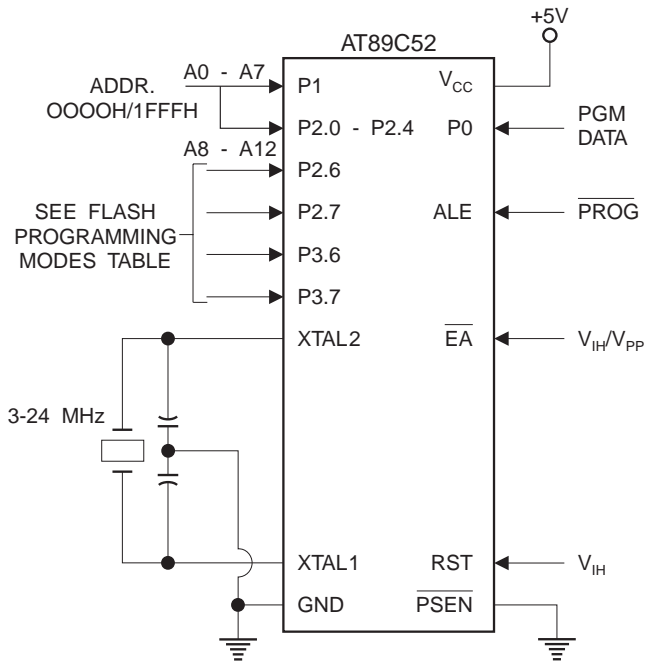 +5V
AT89C52
A0 - A7
ADDR.
OOOOH/1FFFH
P1
VCC
P2.0 - P2.4
P0
PGM
DATA
A8 - A12
P2.6
P2.7
ALE
PROG
SEE FLASH
PROGRAMMING
MODES TABLE
P3.6
P3.7
XTAL2
EA
VIH/VPP
3-24 MHz
XTAL1
RST
VIH
GND
PSEN